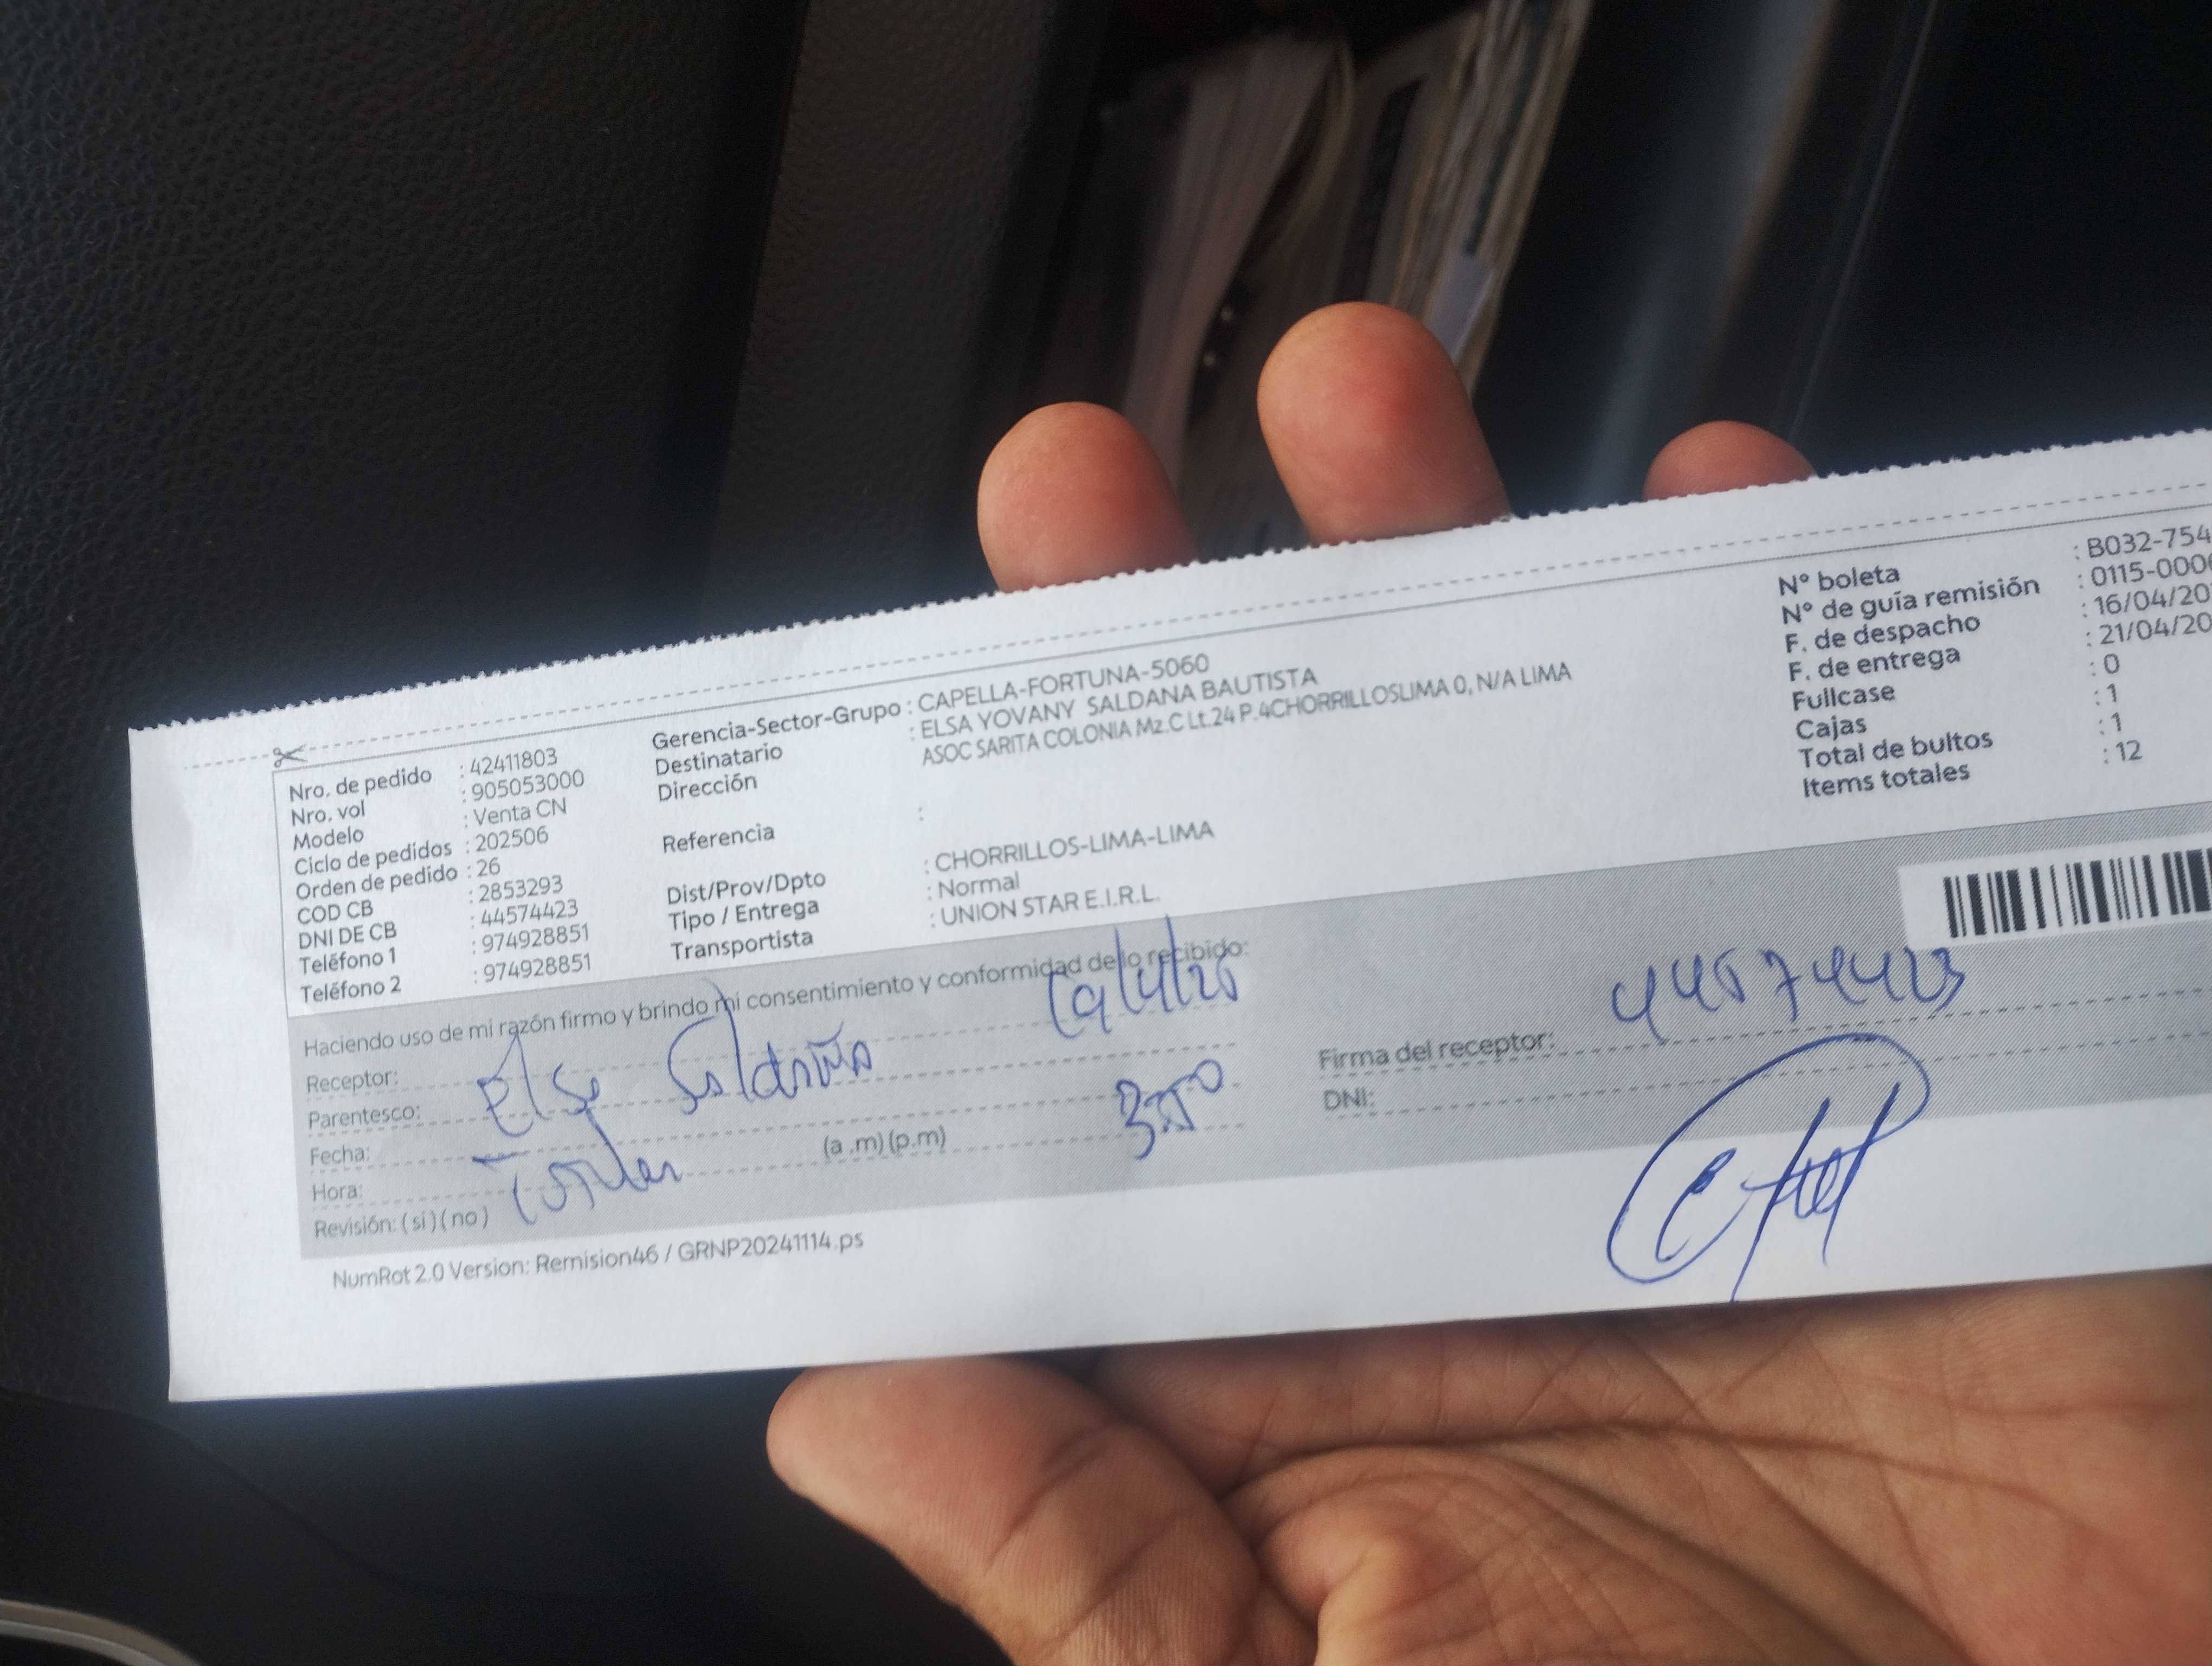 Nro. de pedido : 42411803
Nro. vol : 905053000
Modelo : Venta CN
Ciclo de pedidos : 202506
Orden de pedido : 26
COD CB : 2853293
DNI DE CB : 44574423
Teléfono 1 : 974928851
Teléfono 2 : 974928851
Gerencia-Sector-Grupo : CAPELLA-FORTUNA-5060
Destinatario : ELSA YOVANY SALDANA BAUTISTA
Dirección ASOC SARITA COLONIA Mz.C Lt.24 P.4CHORRILLOSLIMA 0, N/A LIMA
Referencia :
Dist/Prov/Dpto : CHORRILLOS-LIMA-LIMA
Tipo / Entrega : Normal
Transportista : UNION STAR E.I.R.L.
N° boleta : B032-754
N° de guía remisión : 0115-000
F. de despacho : 16/04/20
F. de entrega : 21/04/20
Fullcase : 0
Cajas : 1
Total de bultos : 1
Items totales : 12
Haciendo uso de mi razón firmo y brindo mi consentimiento y conformidad de lo recibido:
Receptor: Elsa Saldaña
Parentesco:
Fecha:
Hora: (a .m) (p.m)
Revisión: ( si ) ( no )
Firma del receptor: 44574423
DNI:
NumRot 2.0 Version: Remision46 / GRNP20241114.ps